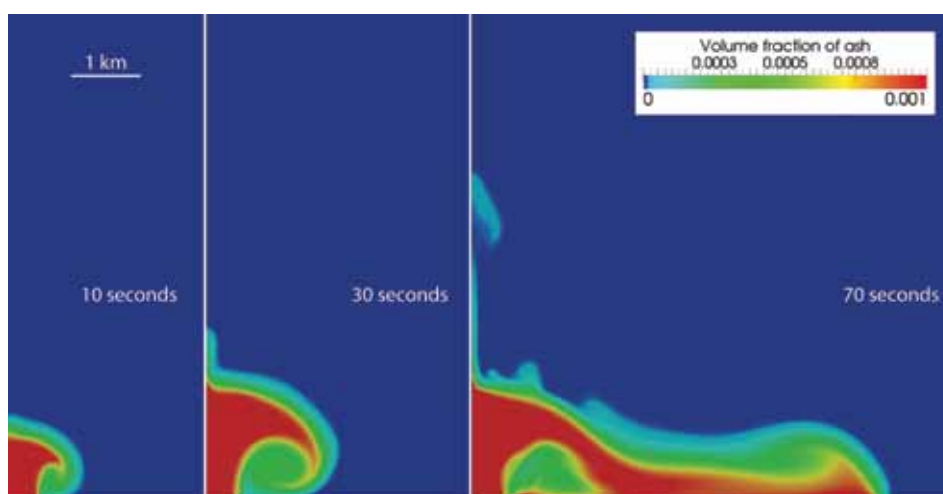 1 km
10 seconds
30 seconds
70 seconds
Volume fraction of ash
0.0003 0.0005 0.0008
0 0.001